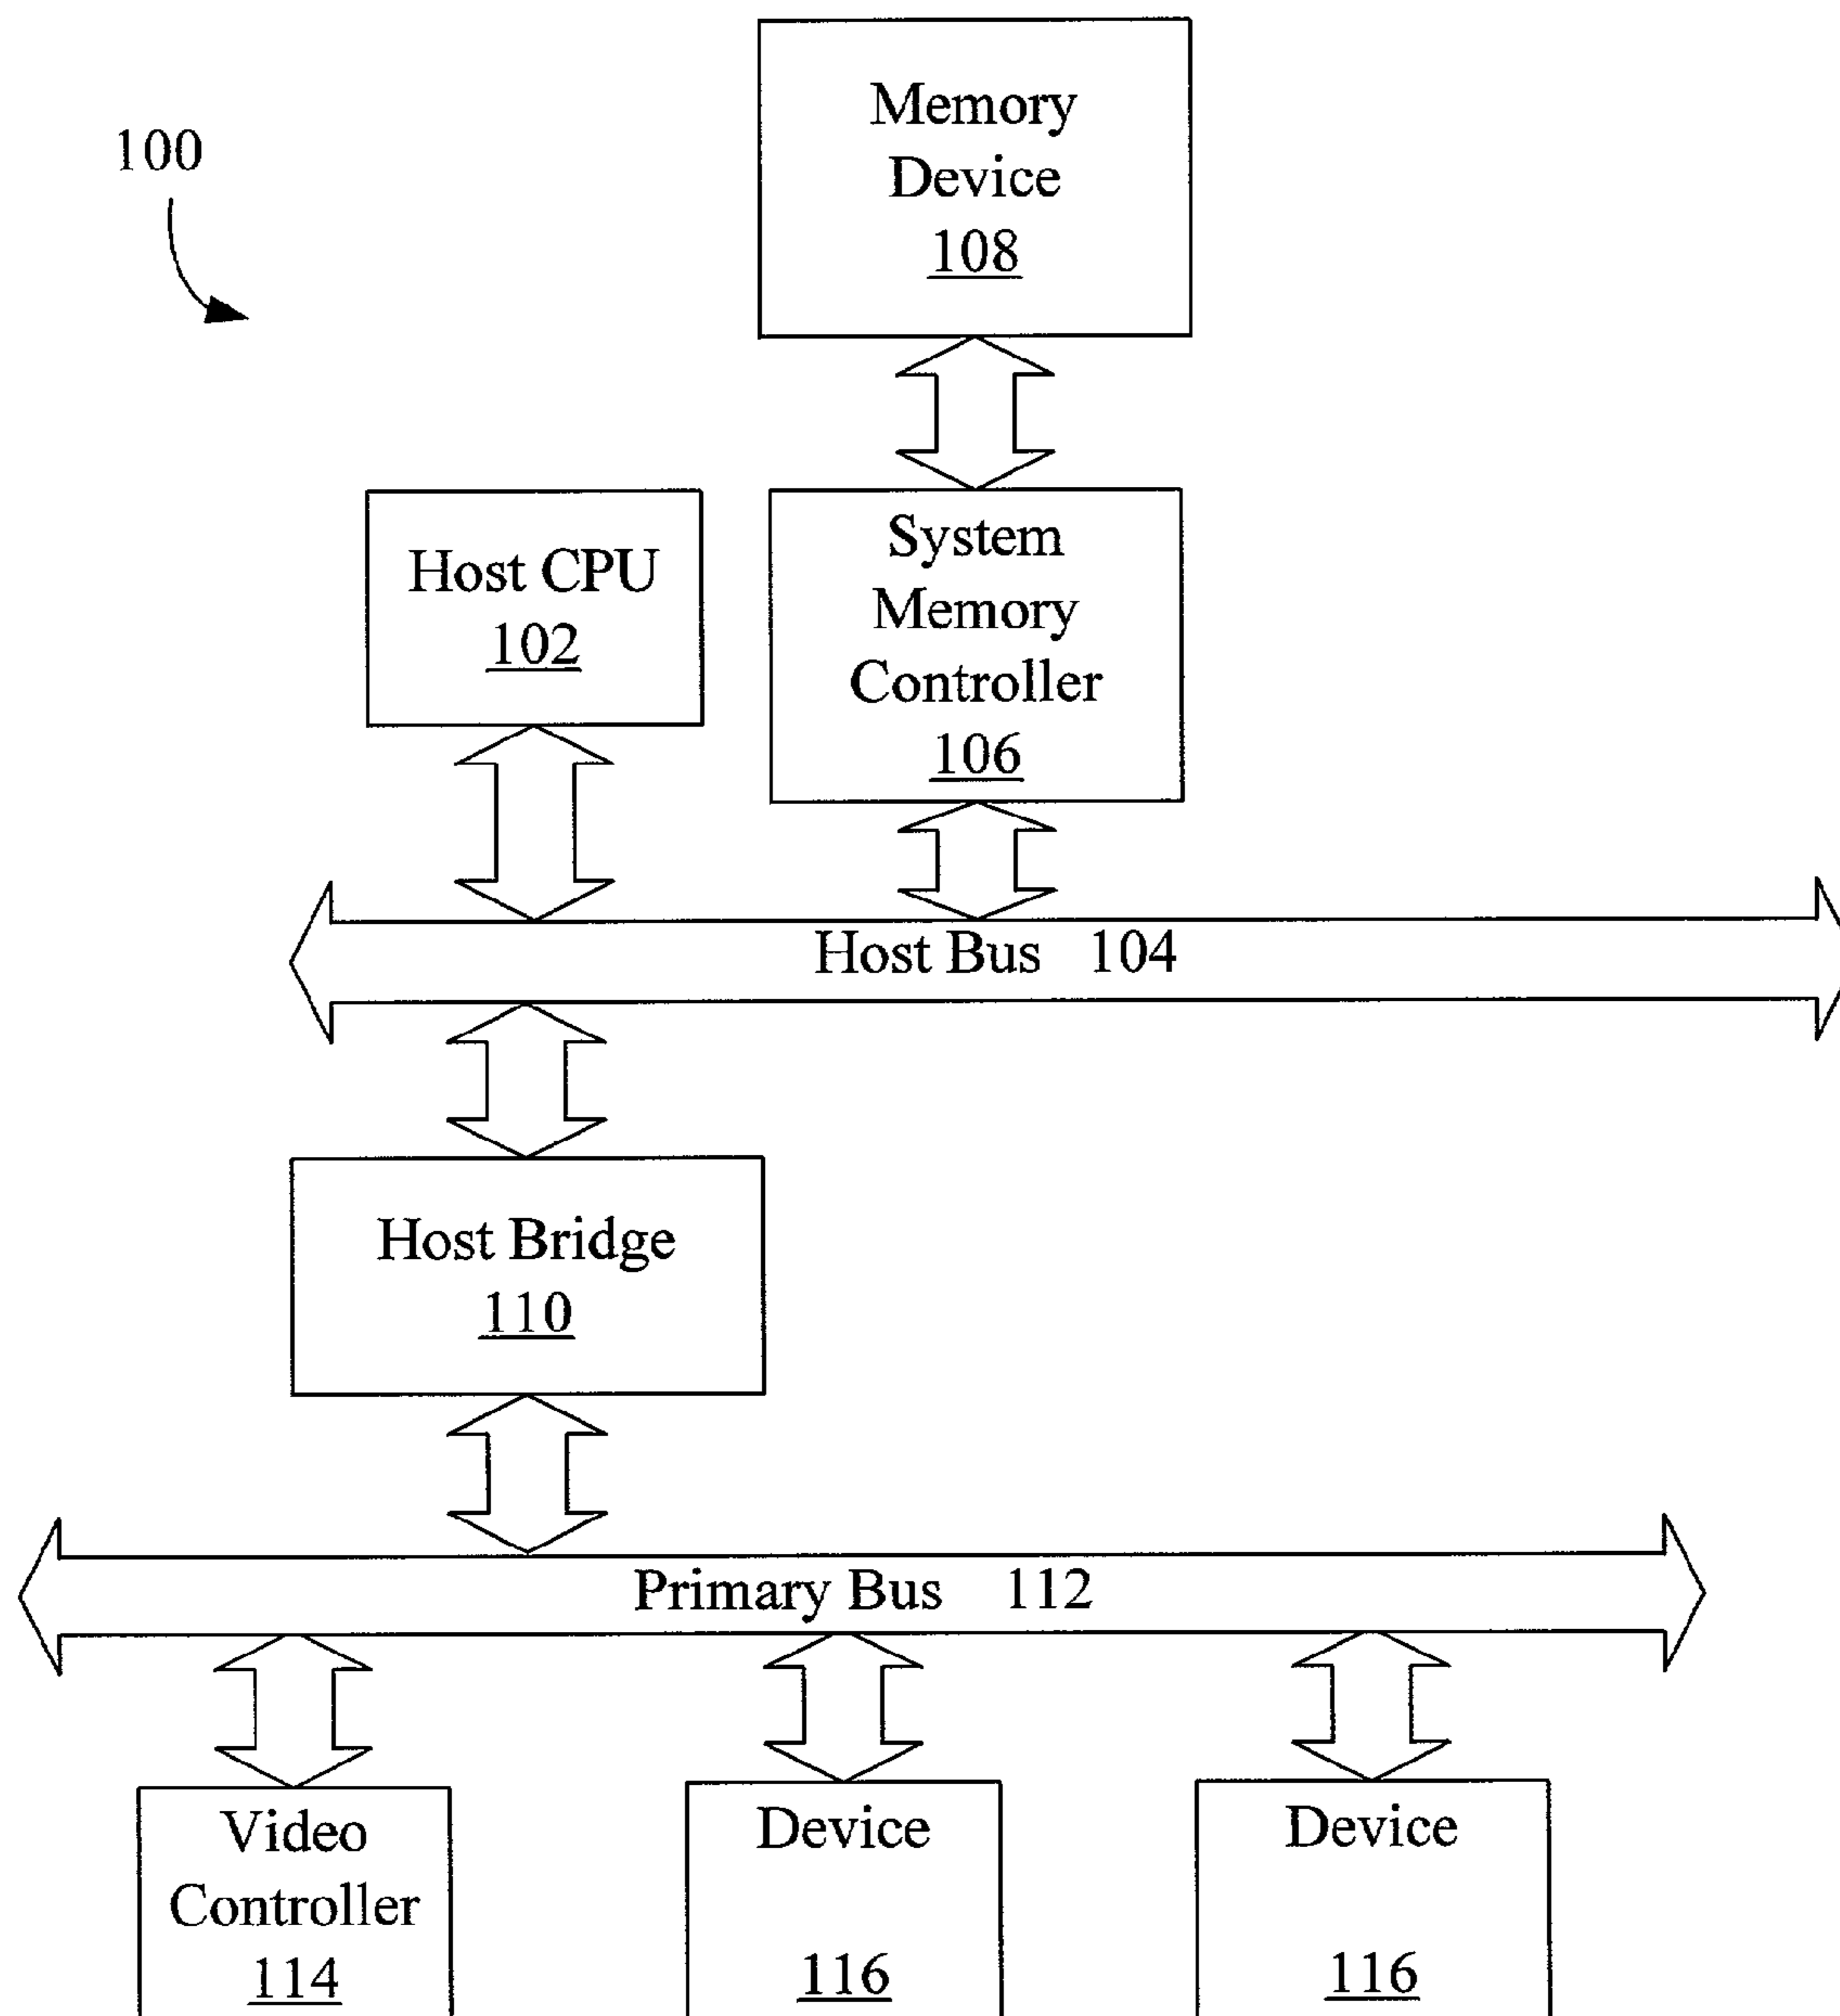 100
Memory
Device
108
Host CPU
102
System
Memory
Controller
106
Host Bus 104
Host Bridge
110
Primary Bus 112
Video
Controller
114
Device
116
Device
116